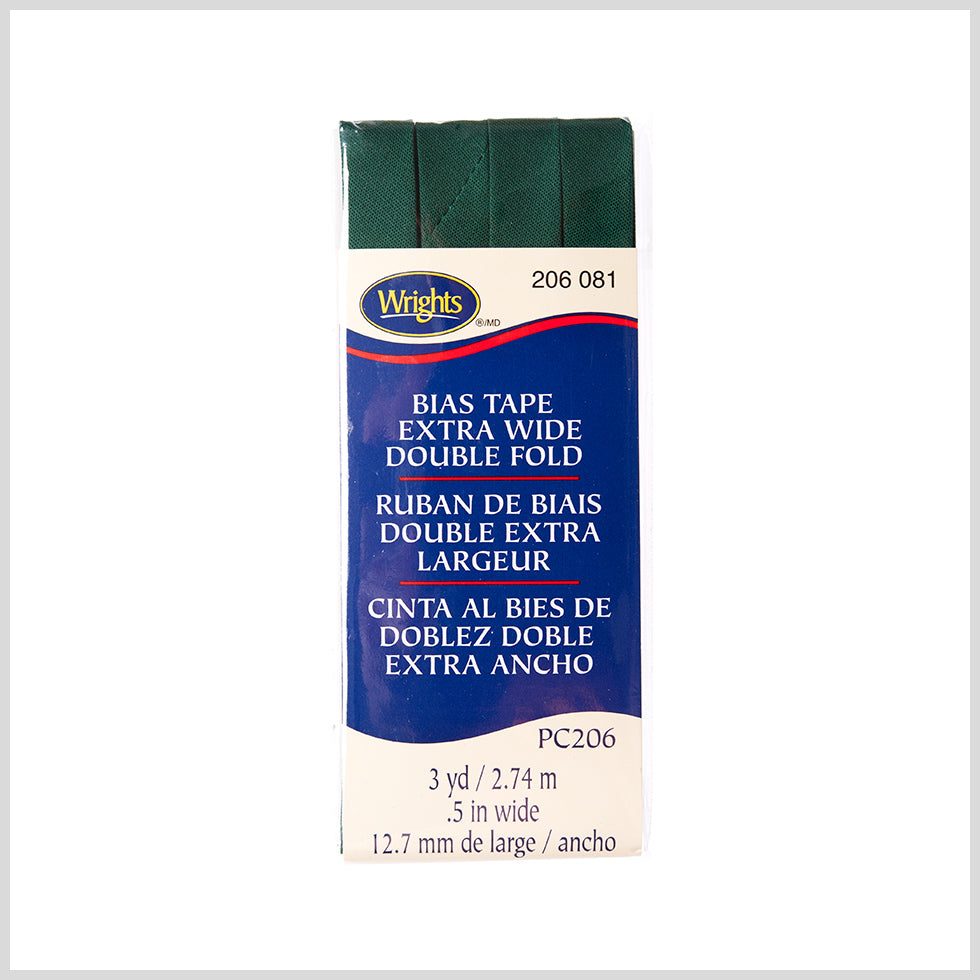 Wrights
®/MD
206 081
BIAS TAPE
EXTRA WIDE
DOUBLE FOLD
RUBAN DE BIAIS
DOUBLE EXTRA
LARGEUR
CINTA AL BIES DE
DOBLEZ DOBLE
EXTRA ANCHO
PC206
3 yd / 2.74 m
.5 in wide
12.7 mm de large / ancho